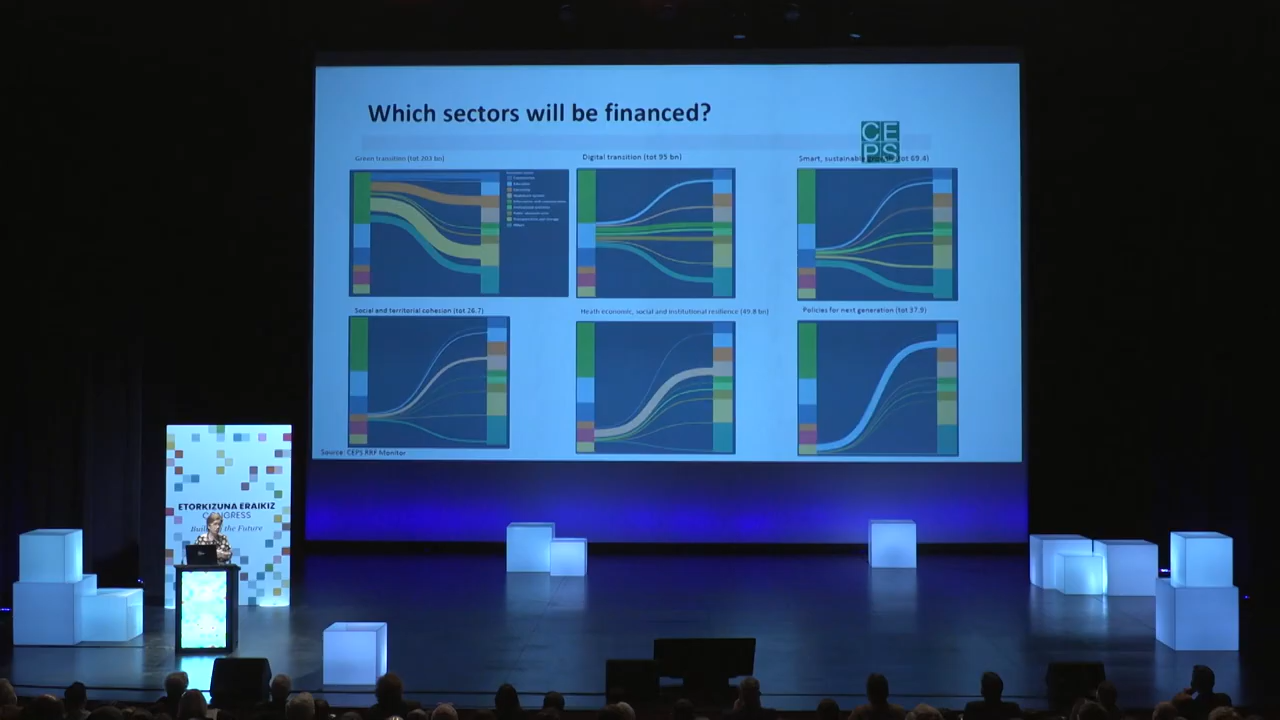 Which sectors will be financed?
CE
PS
Green transition (tot 203 bn)
Digital transition (tot 95 bn)
Smart, sustainable tot 69.4)
Social and territorial cohesion (tot 26.7)
Heath economic, social and institutional resilience (49.8 bn)
Policies for next generation (tot 37.9)
Source: CEPS RRF Monitor
ETORKIZUNA ERAIKIZ
CONGRESS
the Future